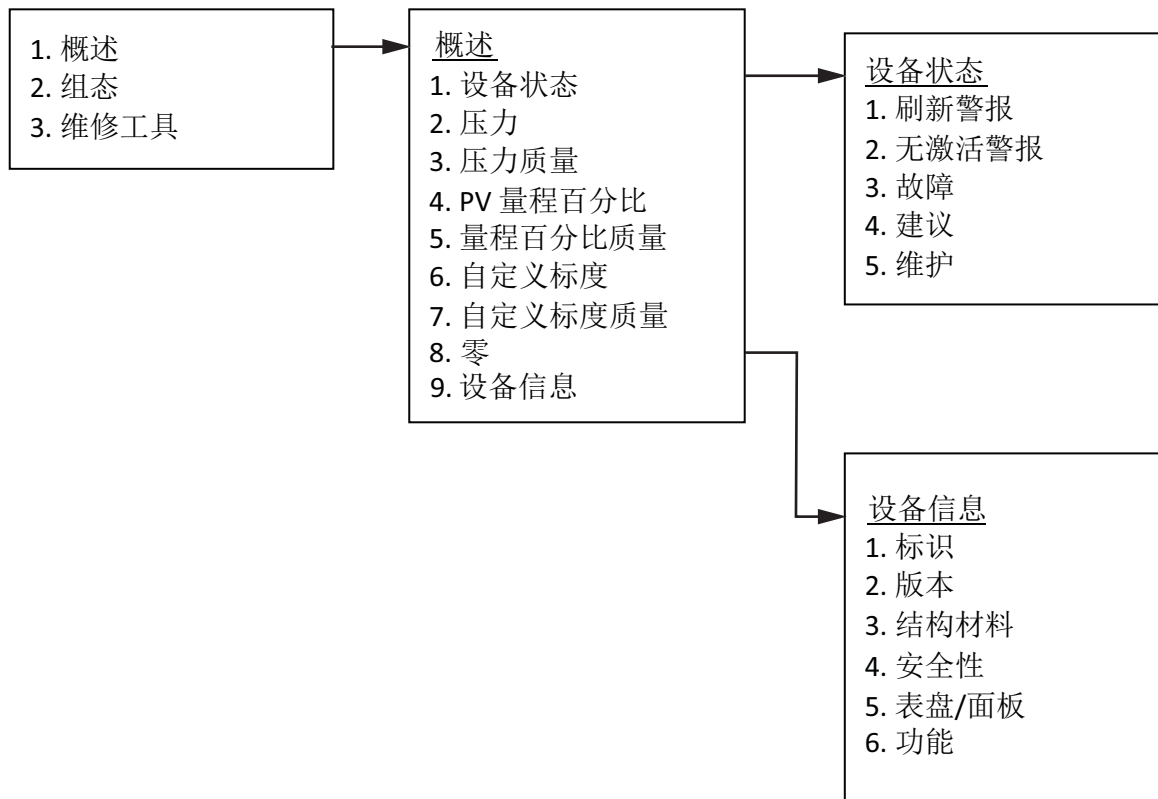 1. 概述
2. 组态
3. 维修工具
概述
1. 设备状态
2. 压力
3. 压力质量
4. PV 量程百分比
5. 量程百分比质量
6. 自定义标度
7. 自定义标度质量
8. 零
9. 设备信息
设备状态
1. 刷新警报
2. 无激活警报
3. 故障
4. 建议
5. 维护
设备信息
1. 标识
2. 版本
3. 结构材料
4. 安全性
5. 表盘/面板
6. 功能